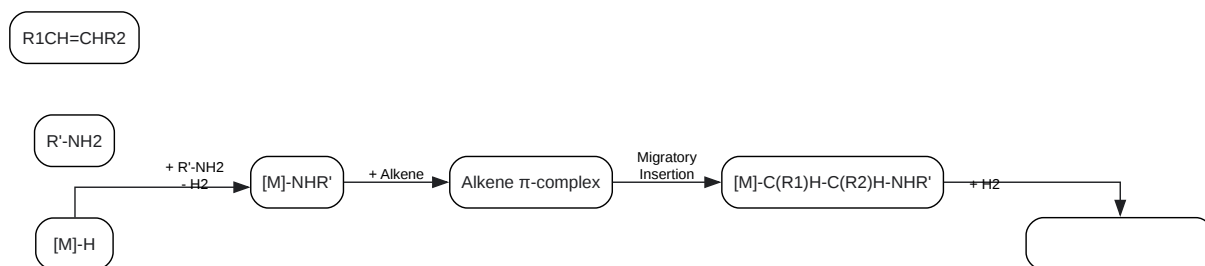 R1CH=CHR2
R'-NH2
[M]-H
+ R'-NH2
- H2
[M]-NHR'
+ Alkene
Alkene π-complex
Migratory
Insertion
[M]-C(R1)H-C(R2)H-NHR'
+ H2